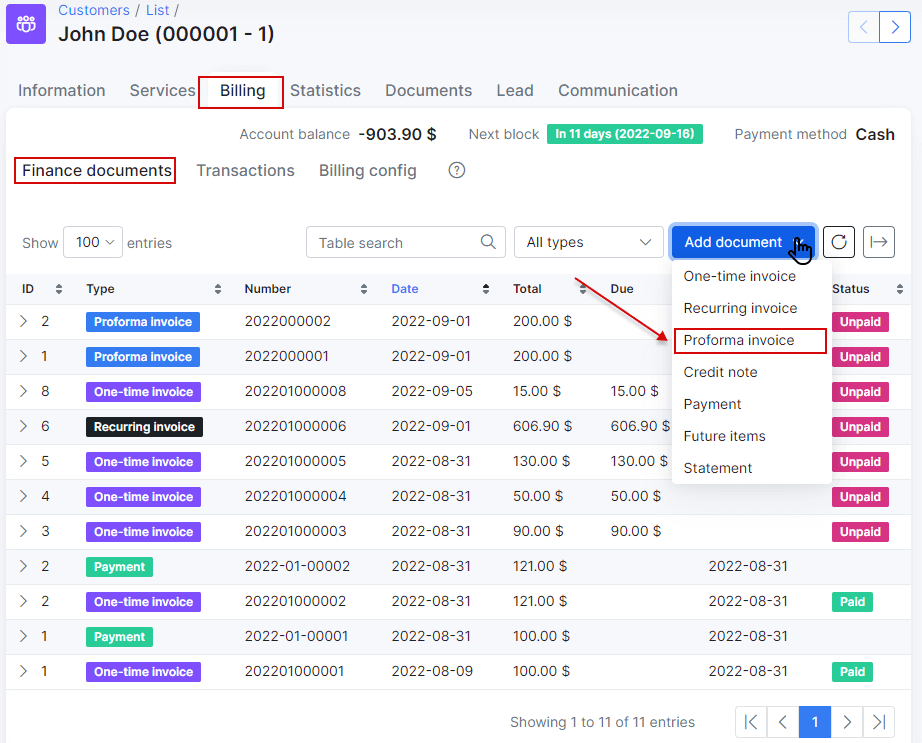 Customers / List /
John Doe (000001 - 1)
Information Services Billing Statistics Documents Lead Communication
Account balance -903.90 $ Next block In 11 days (2022-09-16) Payment method Cash
Finance documents Transactions Billing config ?
Show 100 entries Table search All types Add document
ID Type Number Date Total Due Status
One-time invoice
Recurring invoice
Proforma invoice
Credit note
Payment
Future items
Statement
2 Proforma invoice 2022000002 2022-09-01 200.00 $ Unpaid
1 Proforma invoice 2022000001 2022-09-01 200.00 $ Unpaid
8 One-time invoice 202201000008 2022-09-05 15.00 $ 15.00 $ Unpaid
6 Recurring invoice 202201000006 2022-09-01 606.90 $ 606.90 $ Unpaid
5 One-time invoice 202201000005 2022-08-31 130.00 $ 130.00 $ Unpaid
4 One-time invoice 202201000004 2022-08-31 50.00 $ 50.00 $ Unpaid
3 One-time invoice 202201000003 2022-08-31 90.00 $ 90.00 $ Unpaid
2 Payment 2022-01-00002 2022-08-31 121.00 $ 2022-08-31
2 One-time invoice 202201000002 2022-08-31 121.00 $ 2022-08-31 Paid
1 Payment 2022-01-00001 2022-08-31 100.00 $ 2022-08-31
1 One-time invoice 202201000001 2022-08-09 100.00 $ 2022-08-31 Paid
Showing 1 to 11 of 11 entries 1